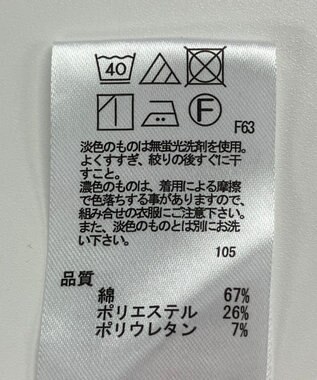 40
F
F63
淡色のものは無蛍光洗剤を使用。
よくすすぎ、絞りの後すぐに干
すこと。
濃色のものは、着用による摩擦
で色落ちする事がありますので、
組み合せの衣服にご注意下さい。
また、淡色のものとは別にお洗
い下さい。
105
品質
綿 67%
ポリエステル 26%
ポリウレタン 7%